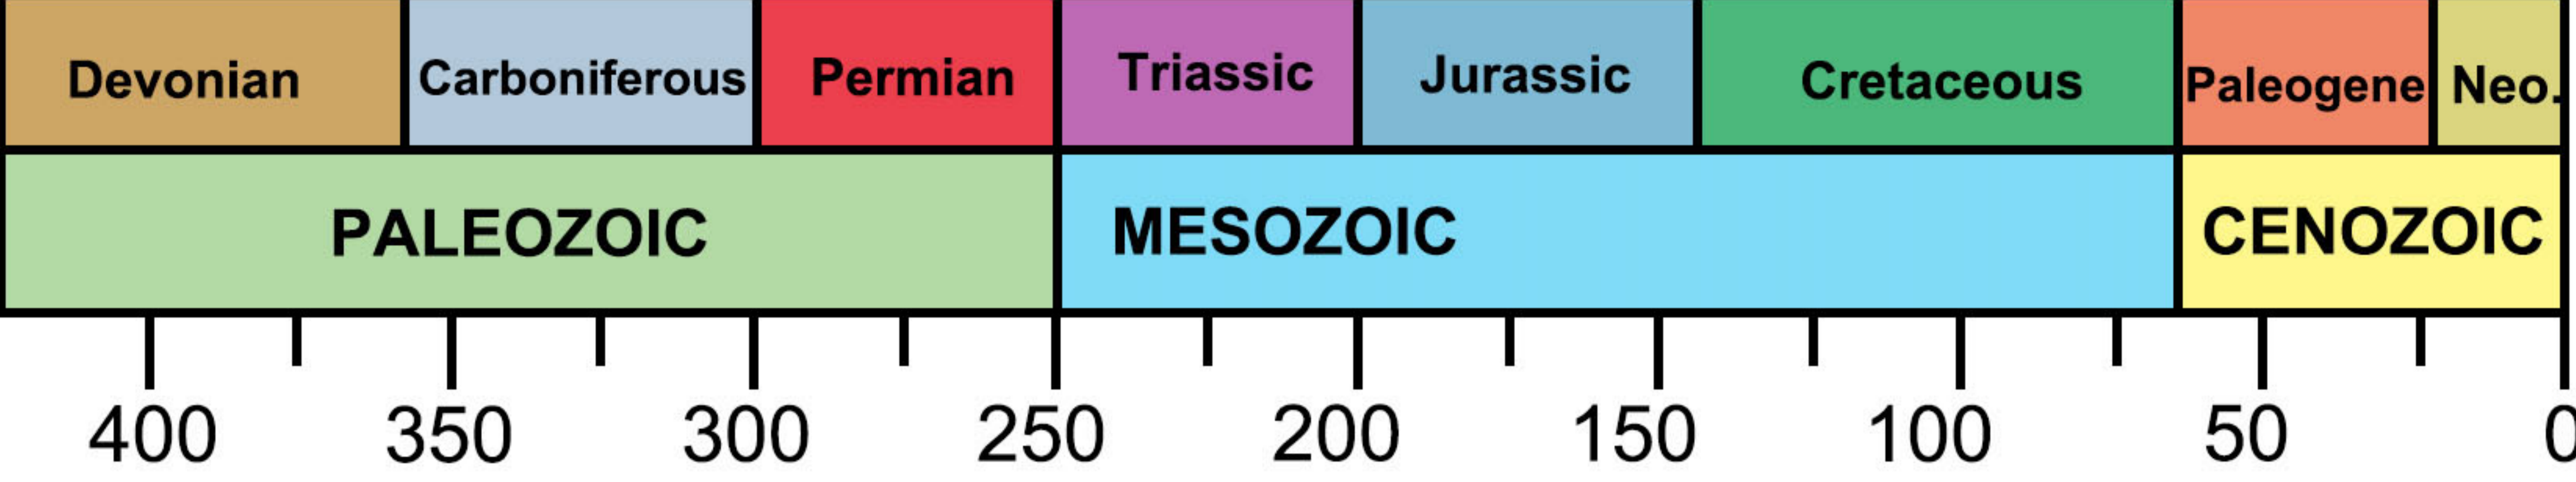 Devonian Carboniferous Permian Triassic Jurassic Cretaceous Paleogene Neo.
PALEOZOIC MESOZOIC CENOZOIC
400 350 300 250 200 150 100 50 0